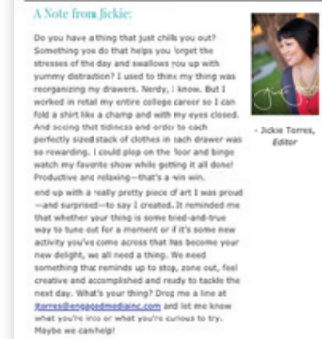 A Note from Jickie:
Do you have a thing that just chills you out?
Something you do that helps you forget the
stresses of the day and swallows you up with
yummy distraction? I used to think my thing was
reorganizing my drawers. Nerdy, I know. But I
worked in retail my entire college career so I can
fold a shirt like a champ and with my eyes closed.
And seeing that tidiness and order to each
perfectly sized stack of clothes in each drawer was
so rewarding. I could plop on the floor and binge
watch my favorite show while getting it all done!
Productive and relaxing—that's a win win.
end up with a really pretty piece of art I was proud
—and surprised—to say I created. It reminded me
that whether your thing is some tried-and-true
way to tune out for a moment or if it's some new
activity you've come across that has become your
new delight, we all need a thing. We need
something that reminds up to stop, zone out, feel
creative and accomplished and ready to tackle the
next day. What's your thing? Drop me a line at
jtorres@engagedmediainc.com and let me know
what you're into or what you're curious to try.
Maybe we can help!
- Jickie Torres,
Editor